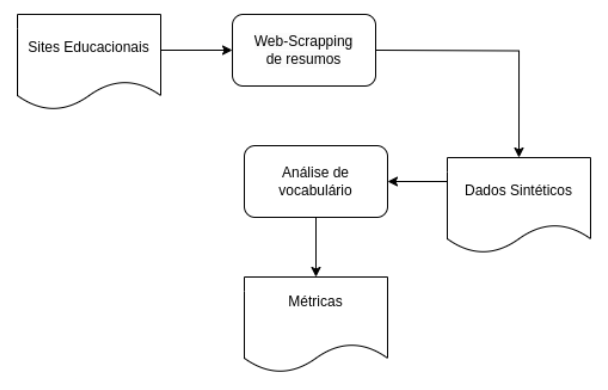 Sites Educacionais
Web-Scrapping
de resumos
Análise de
vocabulário
Dados Sintéticos
Métricas